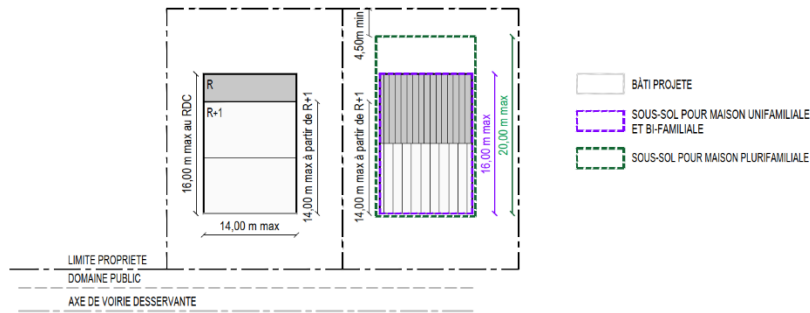 4,50m min
R
R+1
16,00 m max au RDC
14,00 m max à partir de R+1
14,00 m max
14,00 m max à partir de R+1
16,00 m max
20,00 m max
BÂTI PROJETE
SOUS-SOL POUR MAISON UNIFAMILIALE
ET BI-FAMILIALE
SOUS-SOL POUR MAISON PLURIFAMILIALE
LIMITE PROPRIETE
DOMAINE PUBLIC
AXE DE VOIRIE DESSERVANTE